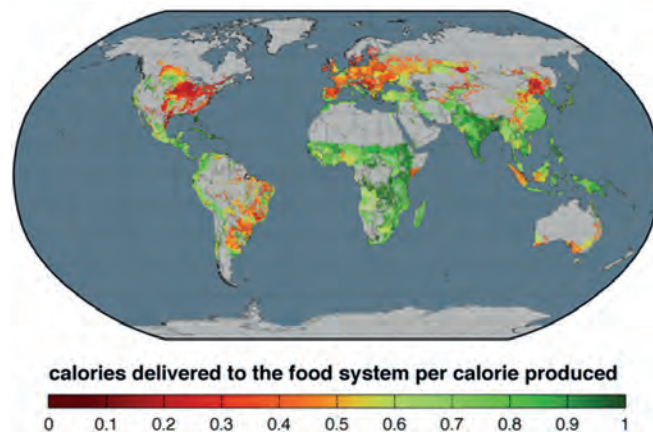 calories delivered to the food system per calorie produced
0 0.1 0.2 0.3 0.4 0.5 0.6 0.7 0.8 0.9 1